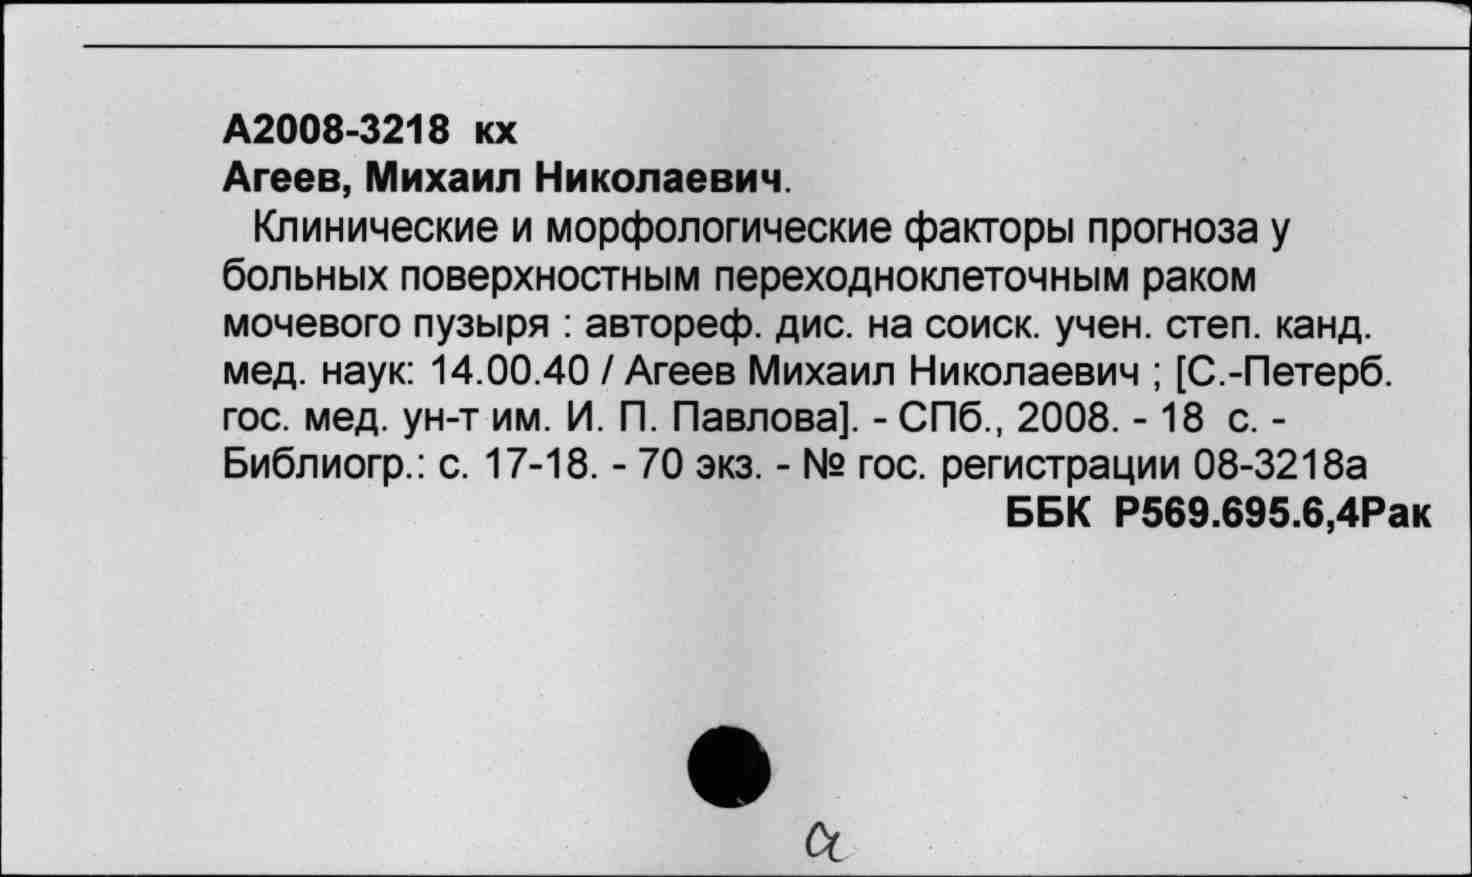 А2008-3218 кх
Агеев, Михаил Николаевич.
Клинические и морфологические факторы прогноза у
больных поверхностным переходноклеточным раком
мочевого пузыря : автореф. дис. на соиск. учен. степ. канд.
мед. наук: 14.00.40 / Агеев Михаил Николаевич ; [С.-Петерб.
гос. мед. ун-т им. И. П. Павлова]. - СПб., 2008. - 18 с. -
Библиогр.: с. 17-18. - 70 экз. - № гос. регистрации 08-3218а
ББК Р569.695.6,4Рак
а